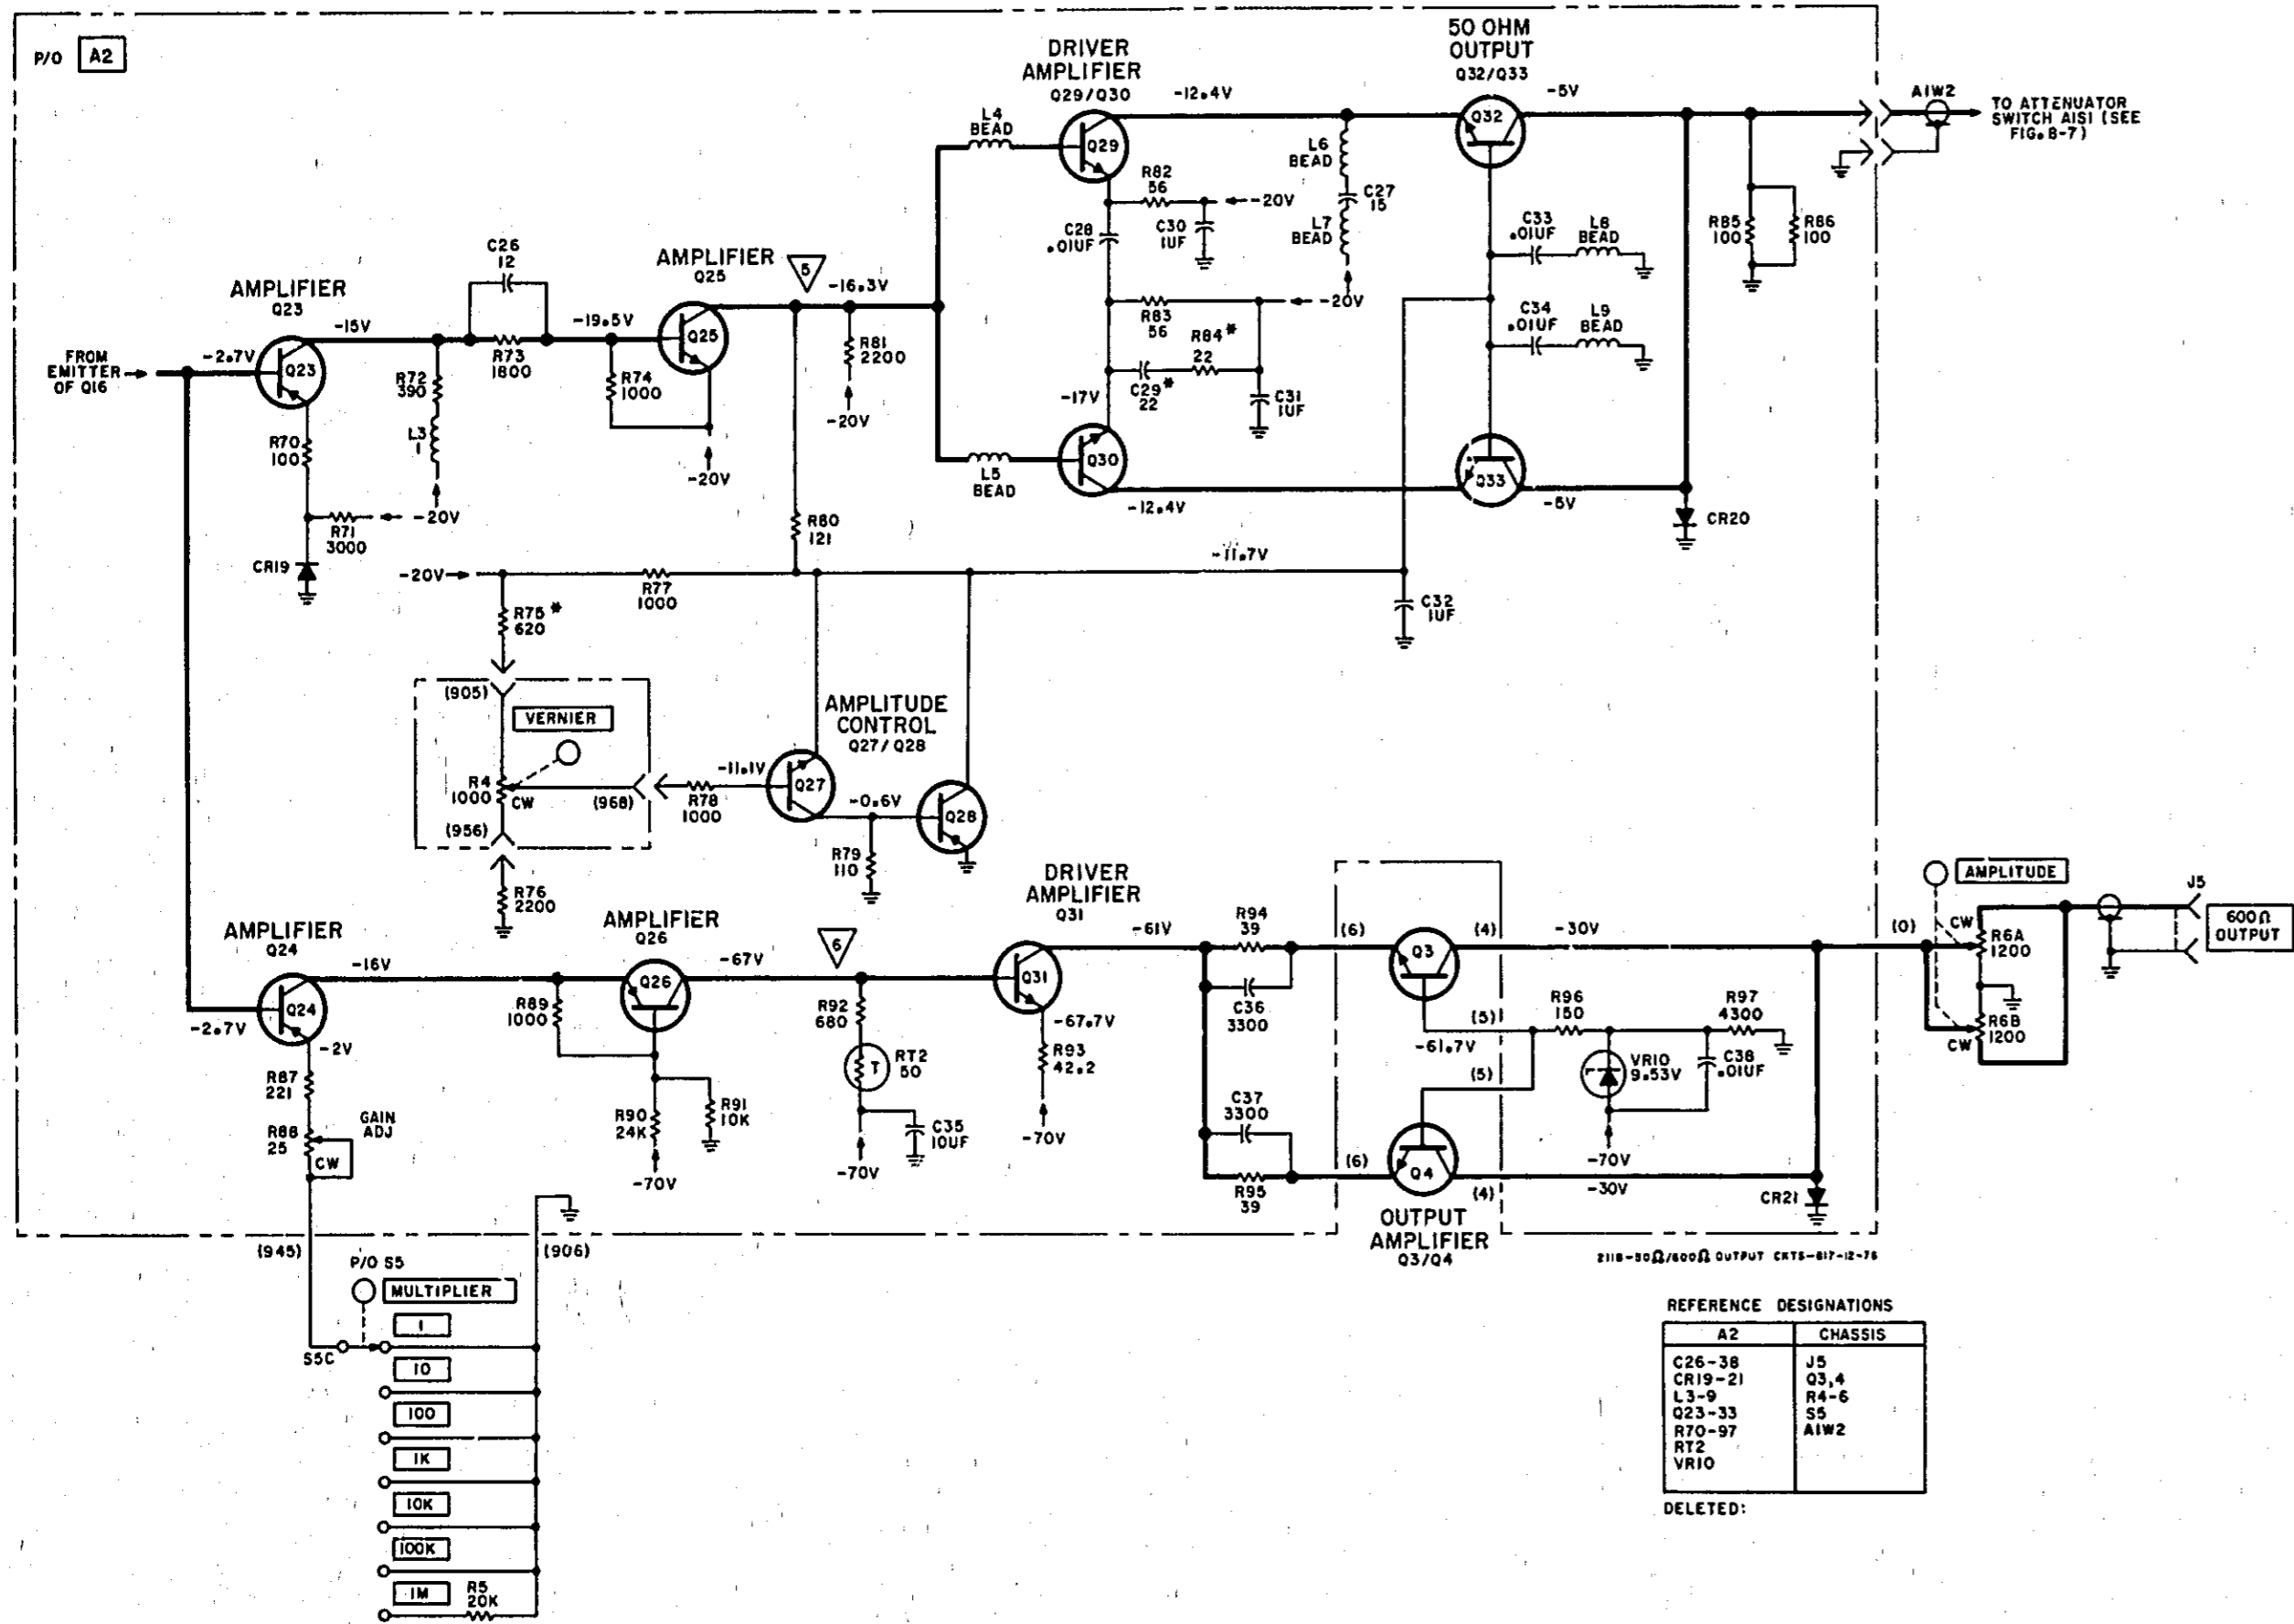 P/O A2
DRIVER
AMPLIFIER
Q29/Q30
50 OHM
OUTPUT
Q32/Q33
-12.4V
-5V
A1W2
TO ATTENUATOR
SWITCH A1S1 (SEE
FIG. 8-7)
L4
BEAD
Q29
Q32
L6
BEAD
R82
56
-20V
C27
15
C28
.01UF
C30
1UF
L7
BEAD
C33
.01UF
L8
BEAD
R85
100
R86
100
C26
12
AMPLIFIER
Q25
5
-16.3V
AMPLIFIER
Q23
-15V
-19.5V
R83
56
-20V
R84*
22
C34
.01UF
L9
BEAD
FROM
EMITTER
OF Q16
-2.7V
Q23
R72
390
R73
1800
R74
1000
Q25
R81
2200
-20V
C29*
22
C31
1UF
-17V
R70
100
L3
1
-20V
L5
BEAD
Q30
Q33
-12.4V
-5V
CR20
R71
3000
-20V
CR19
R80
121
-11.7V
-20V
R77
1000
R75*
620
C32
1UF
(905)
VERNIER
AMPLITUDE
CONTROL
Q27/Q28
R4
1000
CW
(968)
R78
1000
-11.1V
Q27
-0.6V
Q28
(956)
R79
110
R76
2200
DRIVER
AMPLIFIER
Q31
AMPLITUDE
J5
600Ω
OUTPUT
AMPLIFIER
Q24
-16V
AMPLIFIER
Q26
-67V
6
-61V
R94
39
(6)
Q3
(4)
-30V
(0)
CW
R6A
1200
Q24
-2.7V
-2V
R89
1000
Q26
R92
680
Q31
C36
3300
(5)
-61.7V
R96
150
R97
4300
R6B
1200
CW
R87
221
RT2
50
T
-67.7V
R93
42.2
VR10
9.53V
C38
.01UF
(5)
R88
25
GAIN
ADJ
CW
R90
24K
R91
10K
C35
10UF
-70V
C37
3300
-70V
-70V
-70V
R95
39
(6)
Q4
(4)
-30V
CR21
OUTPUT
AMPLIFIER
Q3/Q4
(945)
(906)
P/O S5
MULTIPLIER
S5C
1
10
100
1K
10K
100K
1M
R5
20K
211B-50Ω/600Ω OUTPUT CKTS-617-12-75
REFERENCE DESIGNATIONS
A2 CHASSIS
C26-38 J5
CR19-21 Q3,4
L3-9 R4-6
Q23-33 S5
R70-97 A1W2
RT2
VR10
DELETED: